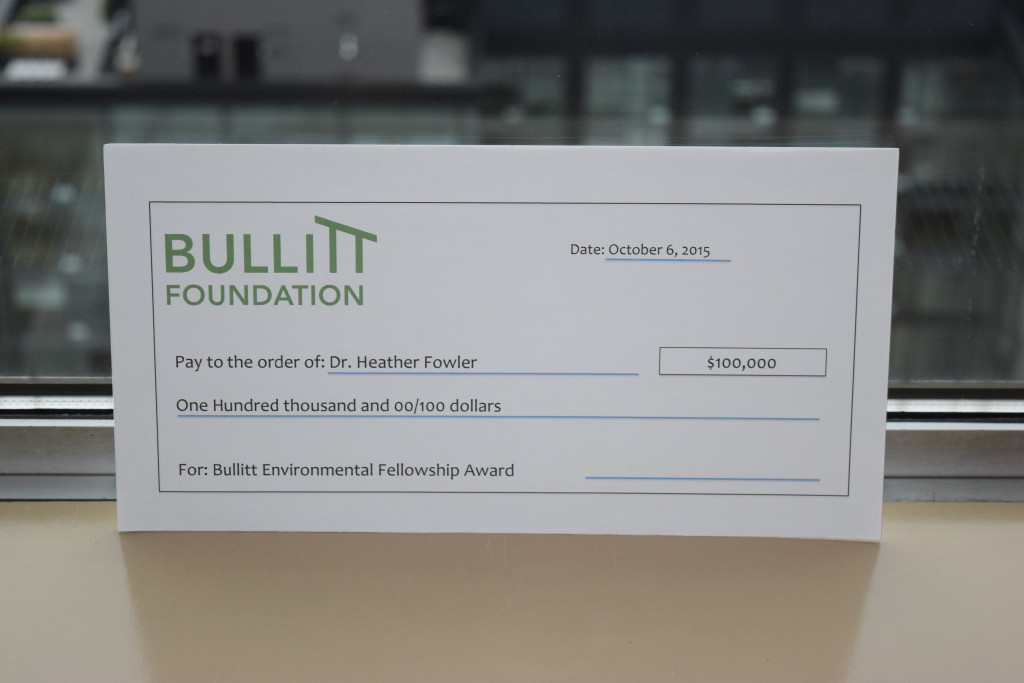 BULLITT
FOUNDATION
Date: October 6, 2015
Pay to the order of: Dr. Heather Fowler
$100,000
One Hundred thousand and 00/100 dollars
For: Bullitt Environmental Fellowship Award